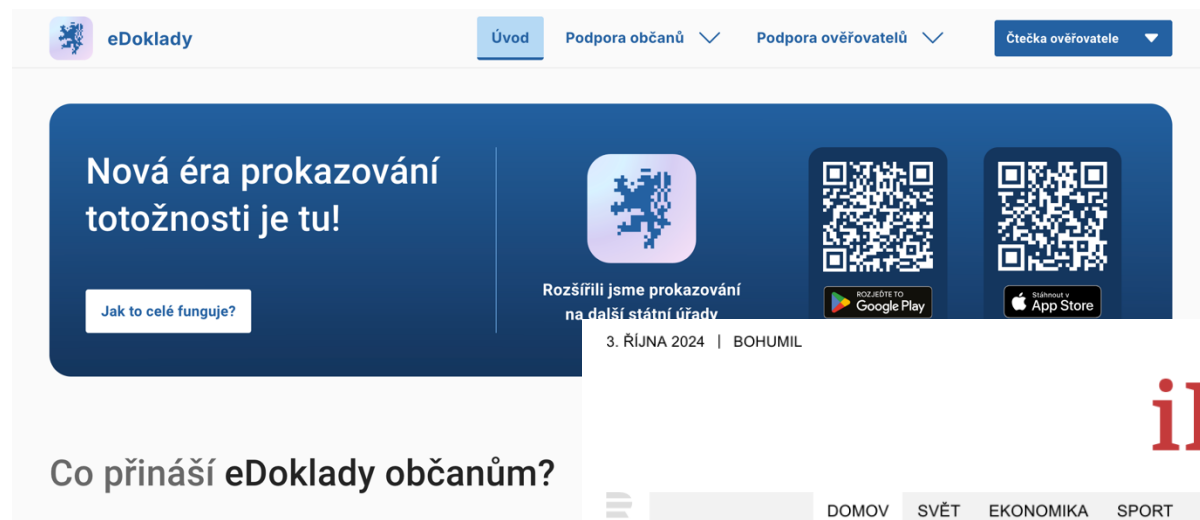 eDoklady
Úvod
Podpora občanů
Podpora ověřovatelů
Čtečka ověřovatele
Nová éra prokazování
totožnosti je tu!
Jak to celé funguje?
Rozšířili jsme prokazování
na další státní úřady
ROZJEĎTE TO
Google Play
Stáhnout v
App Store
3. ŘÍJNA 2024 | BOHUMIL
Co přináší eDoklady občanům?
DOMOV SVĚT EKONOMIKA SPORT